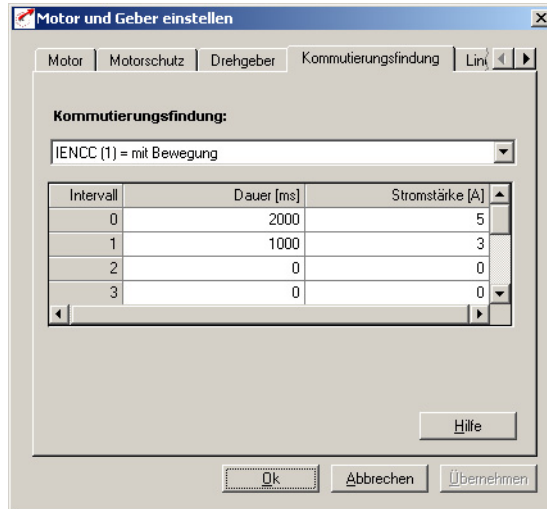 Motor und Geber einstellen
Motor Motorschutz Drehgeber Kommutierungsfindung
Kommutierungsfindung:
IENCC (1) = mit Bewegung
Intervall Dauer [ms] Stromstärke [A]
0 2000 5
1 1000 3
2 0 0
3 0 0
Hilfe
Ok Abbrechen Übernehmen